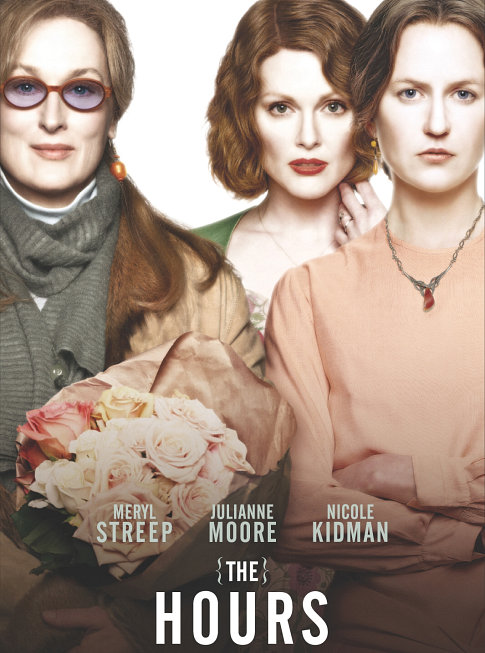 MERYL JULIANNE NICOLE
STREEP MOORE KIDMAN
{THE}
HOURS